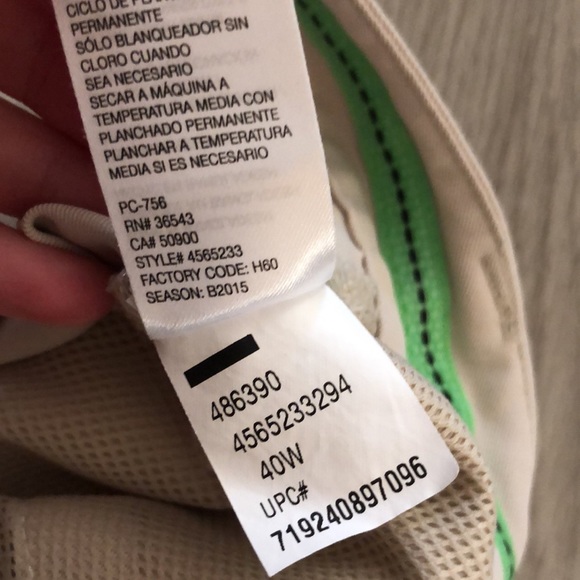 CICLO DE
PERMANENTE
SÓLO BLANQUEADOR SIN
CLORO CUANDO
SEA NECESARIO
SECAR A MÁQUINA A
TEMPERATURA MEDIA CON
PLANCHADO PERMANENTE
PLANCHAR A TEMPERATURA
MEDIA SI ES NECESARIO
PC-756
RN# 36543
CA# 50900
STYLE# 4565233
FACTORY CODE: H60
SEASON: B2015
486390
4565233294
40W
UPC#
719240897096